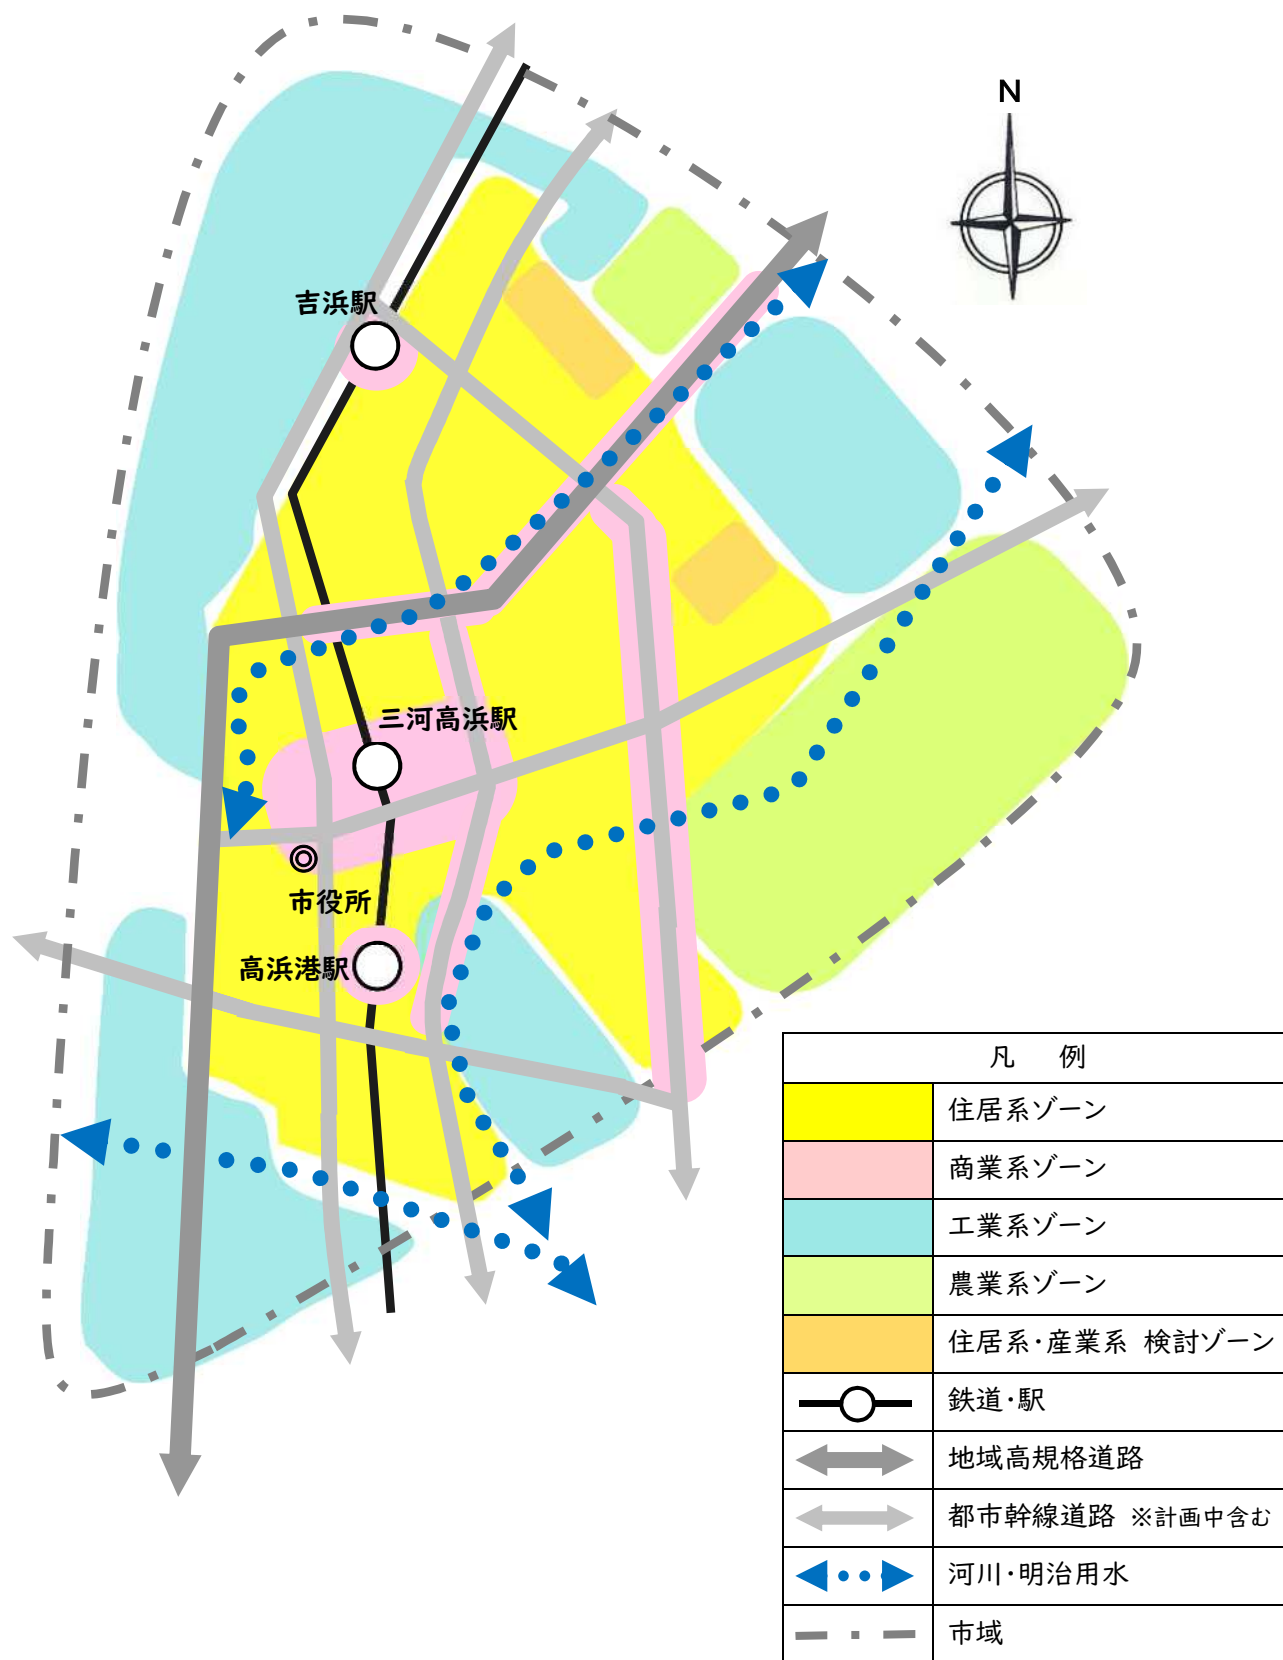 N
吉浜駅
三河高浜駅
市役所
高浜港駅
凡 例
住居系ゾーン
商業系ゾーン
工業系ゾーン
農業系ゾーン
住居系・産業系 検討ゾーン
鉄道・駅
地域高規格道路
都市幹線道路 ※計画中含む
河川・明治用水
市域